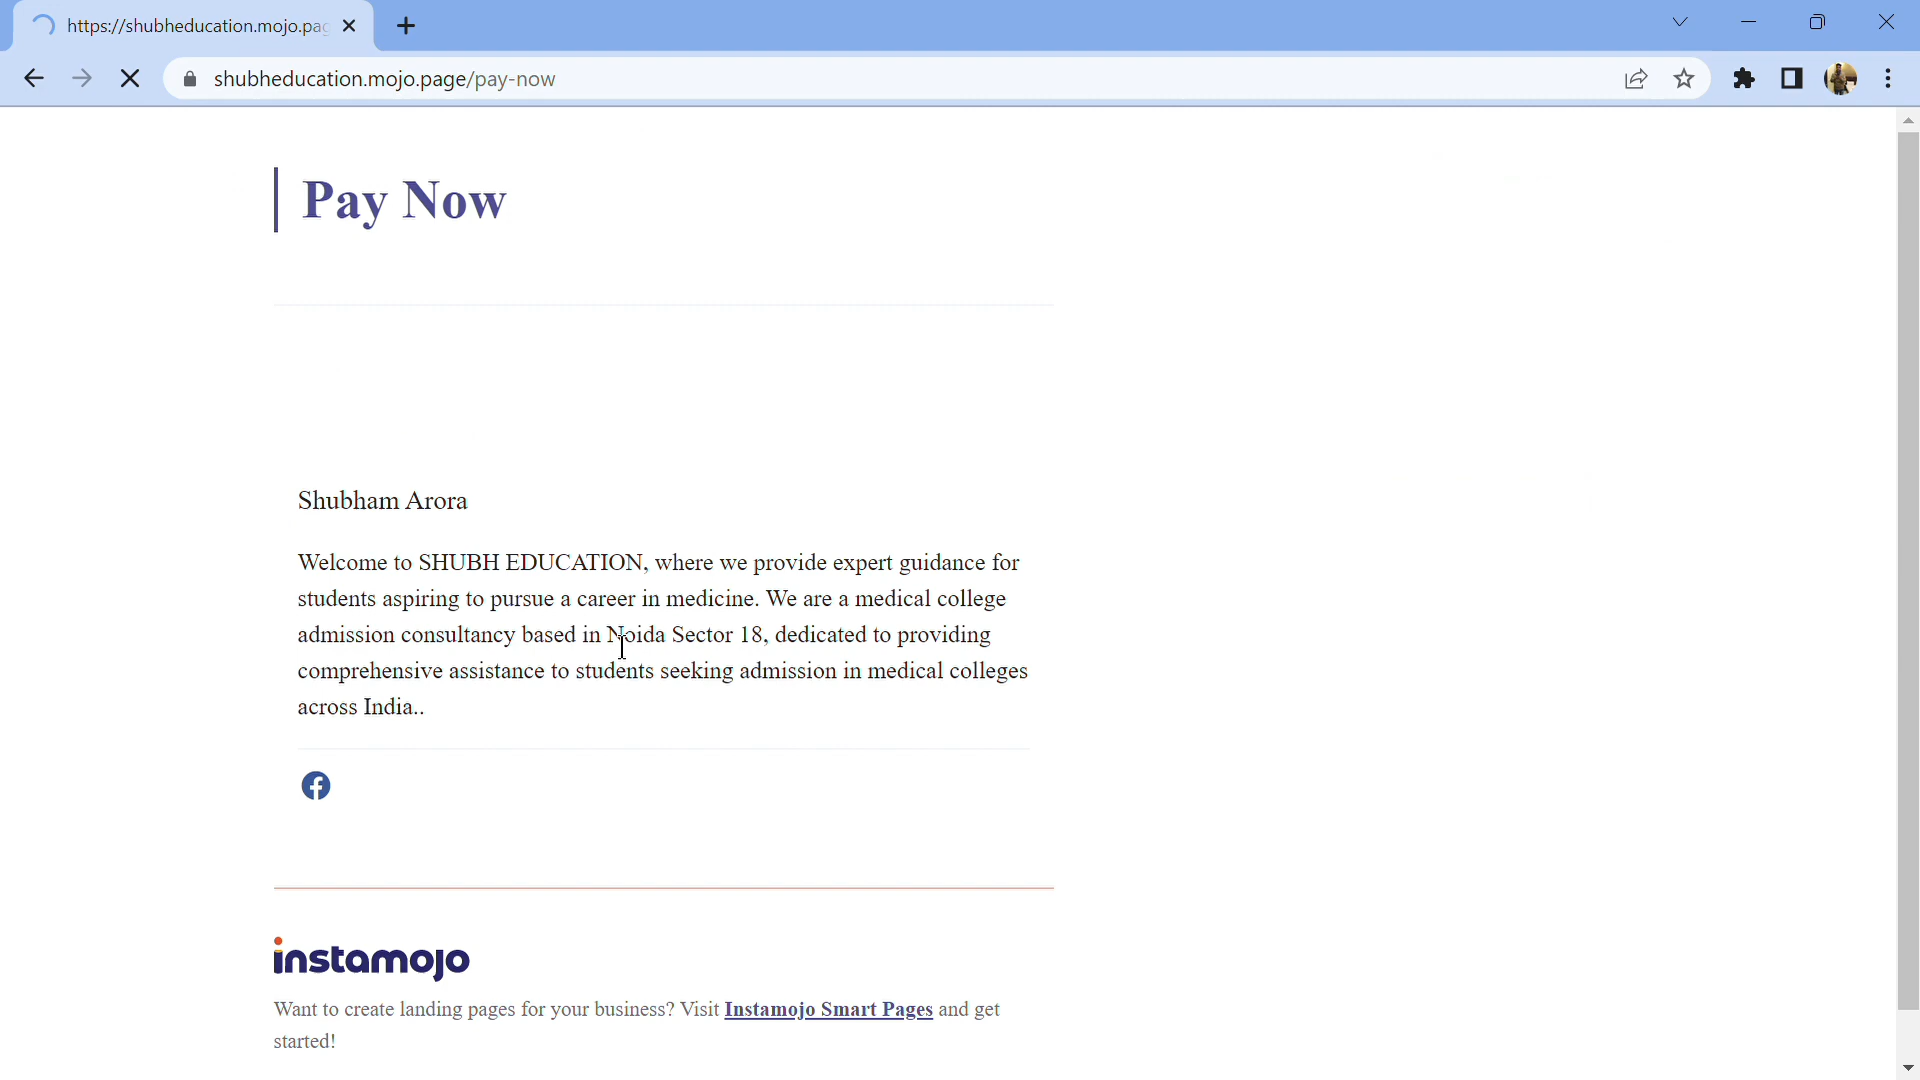 https://shubheducation.mojo.pag
shubheducation.mojo.page/pay-now
Pay Now
Shubham Arora
Welcome to SHUBH EDUCATION, where we provide expert guidance for
students aspiring to pursue a career in medicine. We are a medical college
admission consultancy based in Noida Sector 18, dedicated to providing
comprehensive assistance to students seeking admission in medical colleges
across India..
instamojo
Want to create landing pages for your business? Visit Instamojo Smart Pages and get
started!